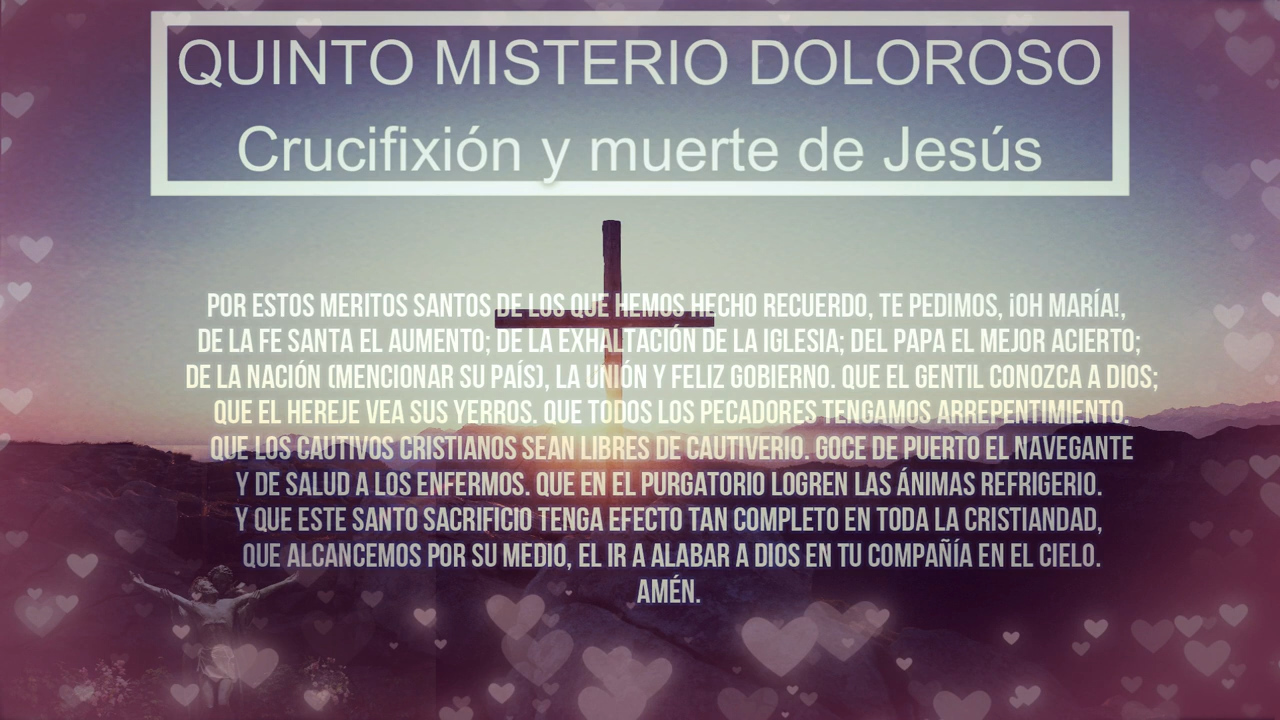 QUINTO MISTERIO DOLOROSO
Crucifixión y muerte de Jesús
POR ESTOS MERITOS SANTOS DE LOS QUE HEMOS HECHO RECUERDO, TE PEDIMOS, ¡OH MARÍA!,
DE LA FE SANTA EL AUMENTO; DE LA EXHALTACIÓN DE LA IGLESIA; DEL PAPA EL MEJOR ACIERTO;
DE LA NACIÓN (MENCIONAR SU PAÍS), LA UNIÓN Y FELIZ GOBIERNO. QUE EL GENTIL CONOZCA A DIOS;
QUE EL HEREJE VEA SUS YERROS. QUE TODOS LOS PECADORES TENGAMOS ARREPENTIMIENTO.
QUE LOS CAUTIVOS CRISTIANOS SEAN LIBRES DE CAUTIVERIO. GOCE DE PUERTO EL NAVEGANTE
Y DE SALUD A LOS ENFERMOS. QUE EN EL PURGATORIO LOGREN LAS ÁNIMAS REFRIGERIO.
Y QUE ESTE SANTO SACRIFICIO TENGA EFECTO TAN COMPLETO EN TODA LA CRISTIANDAD,
QUE ALCANCEMOS POR SU MEDIO, EL IR A ALABAR A DIOS EN TU COMPAÑÍA EN EL CIELO.
AMÉN.